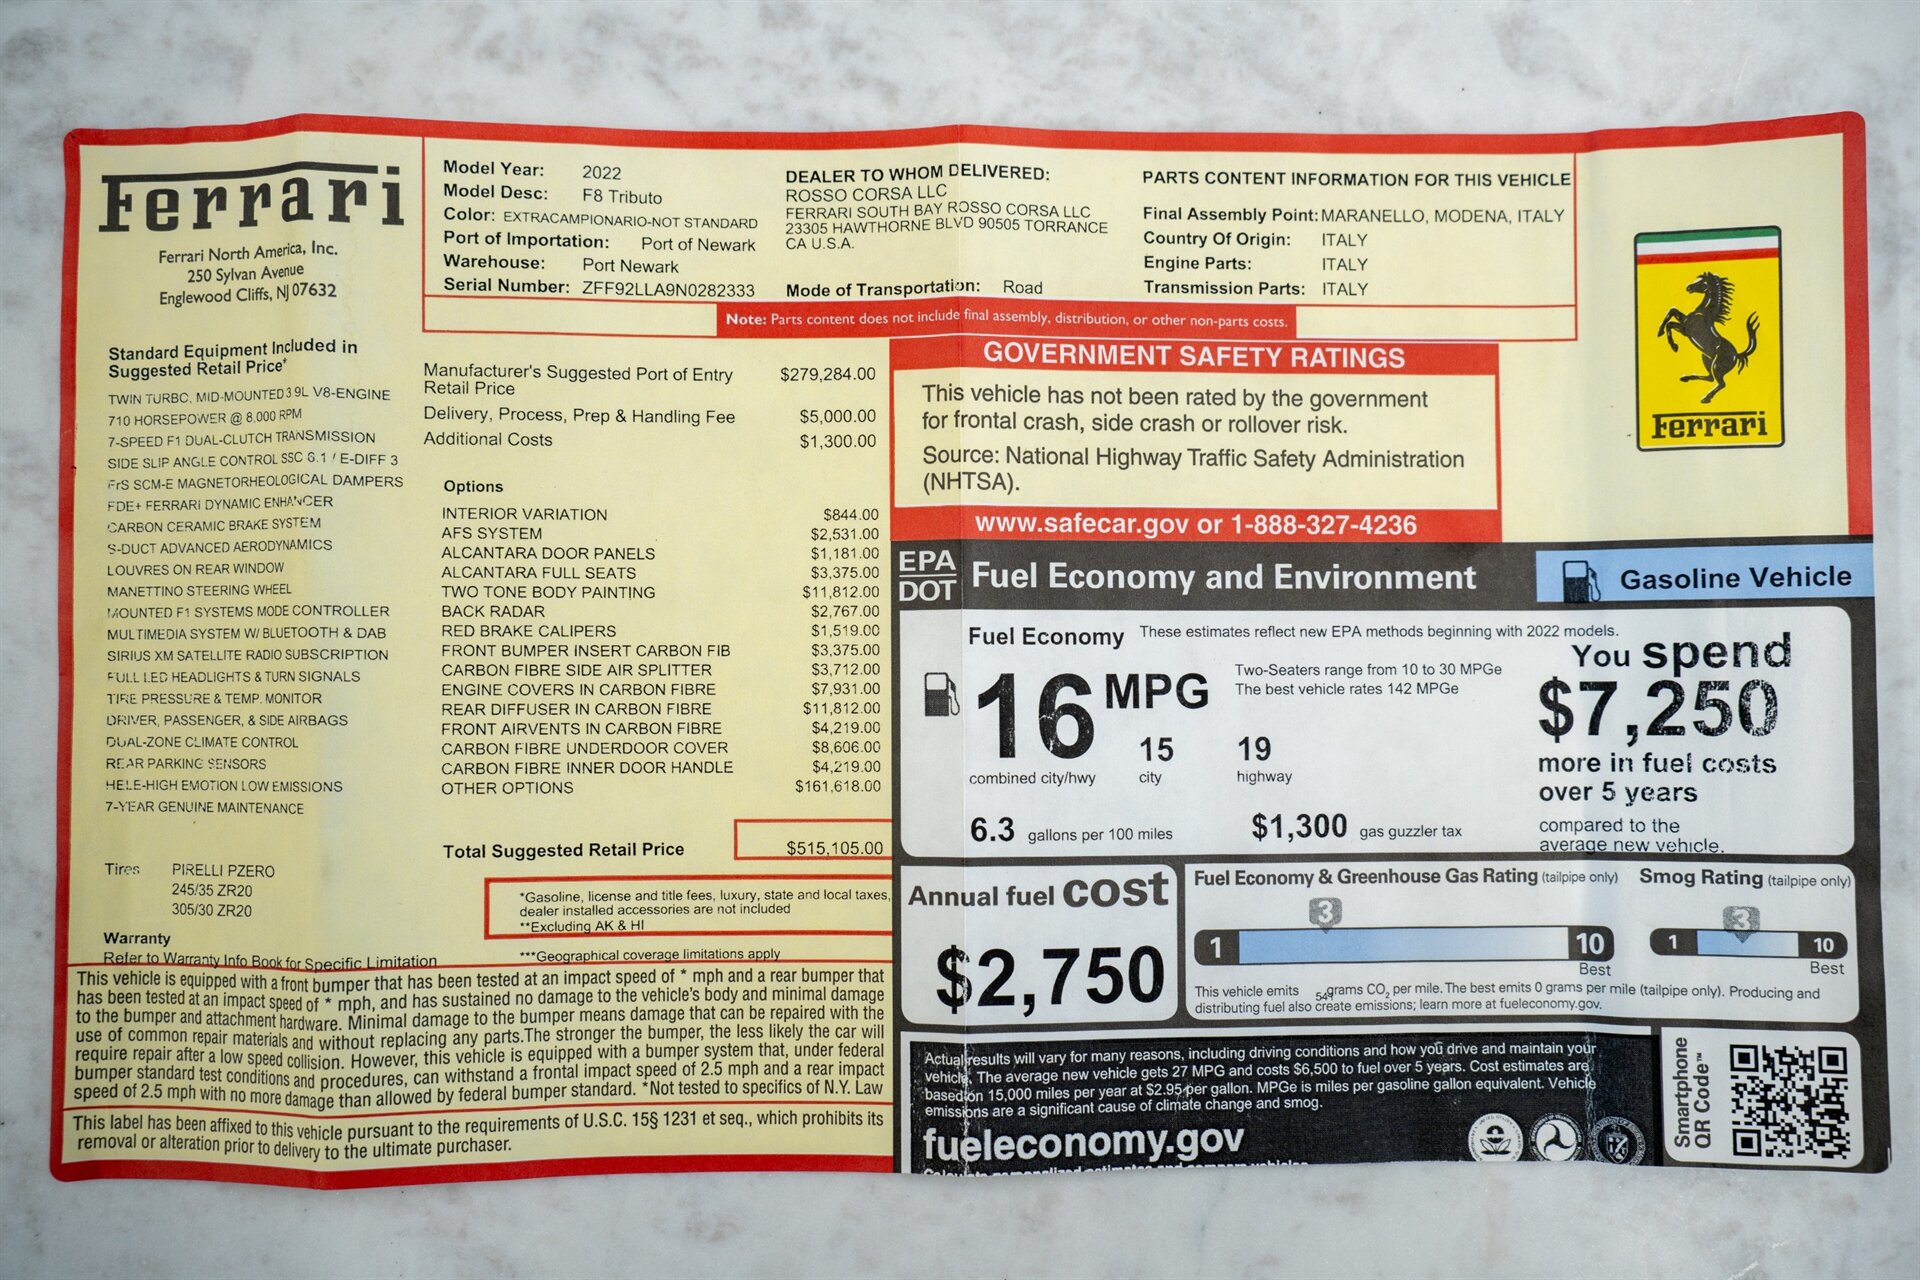 Ferrari
Ferrari North America, Inc.
250 Sylvan Avenue
Englewood Cliffs, NJ 07632
Model Year: 2022
Model Desc: F8 Tributo
Color: EXTRACAMPIONARIO-NOT STANDARD
Port of Importation: Port of Newark
Warehouse: Port Newark
Serial Number: ZFF92LLA9N0282333
DEALER TO WHOM DELIVERED:
ROSSO CORSA LLC
FERRARI SOUTH BAY ROSSO CORSA LLC
23305 HAWTHORNE BLVD 90505 TORRANCE
CA U.S.A.
Mode of Transportation: Road
PARTS CONTENT INFORMATION FOR THIS VEHICLE
Final Assembly Point: MARANELLO, MODENA, ITALY
Country Of Origin: ITALY
Engine Parts: ITALY
Transmission Parts: ITALY
Note: Parts content does not include final assembly, distribution, or other non-parts costs.
Ferrari
Standard Equipment Included in
Suggested Retail Price†
TWIN TURBO, MID-MOUNTED 3.9L V8-ENGINE
710 HORSEPOWER @ 8,000 RPM
7-SPEED F1 DUAL-CLUTCH TRANSMISSION
SIDE SLIP ANGLE CONTROL SSC 6.1 / E-DIFF 3
FrS SCM-E MAGNETORHEOLOGICAL DAMPERS
FDE+ FERRARI DYNAMIC ENHANCER
CARBON CERAMIC BRAKE SYSTEM
S-DUCT ADVANCED AERODYNAMICS
LOUVRES ON REAR WINDOW
MANETTINO STEERING WHEEL
MOUNTED F1 SYSTEMS MODE CONTROLLER
MULTIMEDIA SYSTEM W/ BLUETOOTH & DAB
SIRIUS XM SATELLITE RADIO SUBSCRIPTION
FULL LED HEADLIGHTS & TURN SIGNALS
TIRE PRESSURE & TEMP. MONITOR
DRIVER, PASSENGER, & SIDE AIRBAGS
DUAL-ZONE CLIMATE CONTROL
REAR PARKING SENSORS
HELE-HIGH EMOTION LOW EMISSIONS
7-YEAR GENUINE MAINTENANCE
Tires PIRELLI PZERO
245/35 ZR20
305/30 ZR20
Warranty
Refer to Warranty Info Book for Specific Limitation
Manufacturer's Suggested Port of Entry $279,284.00
Retail Price
Delivery, Process, Prep & Handling Fee $5,000.00
Additional Costs $1,300.00
Options
INTERIOR VARIATION $844.00
AFS SYSTEM $2,531.00
ALCANTARA DOOR PANELS $1,181.00
ALCANTARA FULL SEATS $3,375.00
TWO TONE BODY PAINTING $11,812.00
BACK RADAR $2,767.00
RED BRAKE CALIPERS $1,519.00
FRONT BUMPER INSERT CARBON FIB $3,375.00
CARBON FIBRE SIDE AIR SPLITTER $3,712.00
ENGINE COVERS IN CARBON FIBRE $7,931.00
REAR DIFFUSER IN CARBON FIBRE $11,812.00
FRONT AIRVENTS IN CARBON FIBRE $4,219.00
CARBON FIBRE UNDERDOOR COVER $8,606.00
CARBON FIBRE INNER DOOR HANDLE $4,219.00
OTHER OPTIONS $161,618.00
Total Suggested Retail Price $515,105.00
*Gasoline, license and title fees, luxury, state and local taxes,
dealer installed accessories are not included
**Excluding AK & HI
***Geographical coverage limitations apply
This vehicle is equipped with a front bumper that has been tested at an impact speed of * mph and a rear bumper that
has been tested at an impact speed of * mph, and has sustained no damage to the vehicle's body and minimal damage
to the bumper and attachment hardware. Minimal damage to the bumper means damage that can be repaired with the
use of common repair materials and without replacing any parts. The stronger the bumper, the less likely the car will
require repair after a low speed collision. However, this vehicle is equipped with a bumper system that, under federal
bumper standard test conditions and procedures, can withstand a frontal impact speed of 2.5 mph and a rear impact
speed of 2.5 mph with no more damage than allowed by federal bumper standard. *Not tested to specifics of N.Y. Law
This label has been affixed to this vehicle pursuant to the requirements of U.S.C. 15§ 1231 et seq., which prohibits its
removal or alteration prior to delivery to the ultimate purchaser.
GOVERNMENT SAFETY RATINGS
This vehicle has not been rated by the government
for frontal crash, side crash or rollover risk.
Source: National Highway Traffic Safety Administration
(NHTSA).
www.safecar.gov or 1-888-327-4236
EPA
DOT
Fuel Economy and Environment
Gasoline Vehicle
Fuel Economy
These estimates reflect new EPA methods beginning with 2022 models.
16 MPG
combined city/hwy
15
city
19
highway
Two-Seaters range from 10 to 30 MPGe
The best vehicle rates 142 MPGe
6.3 gallons per 100 miles
$1,300 gas guzzler tax
You spend
$7,250
more in fuel costs
over 5 years
compared to the
average new vehicle.
Annual fuel cost
$2,750
Fuel Economy & Greenhouse Gas Rating (tailpipe only)
3
1 10
Best
Smog Rating (tailpipe only)
3
1 10
Best
This vehicle emits 549 grams CO2 per mile. The best emits 0 grams per mile (tailpipe only). Producing and
distributing fuel also create emissions; learn more at fueleconomy.gov.
Actual results will vary for many reasons, including driving conditions and how you drive and maintain your
vehicle. The average new vehicle gets 27 MPG and costs $6,500 to fuel over 5 years. Cost estimates are
based on 15,000 miles per year at $2.95 per gallon. MPGe is miles per gasoline gallon equivalent. Vehicle
emissions are a significant cause of climate change and smog.
fueleconomy.gov
Smartphone
QR Code™